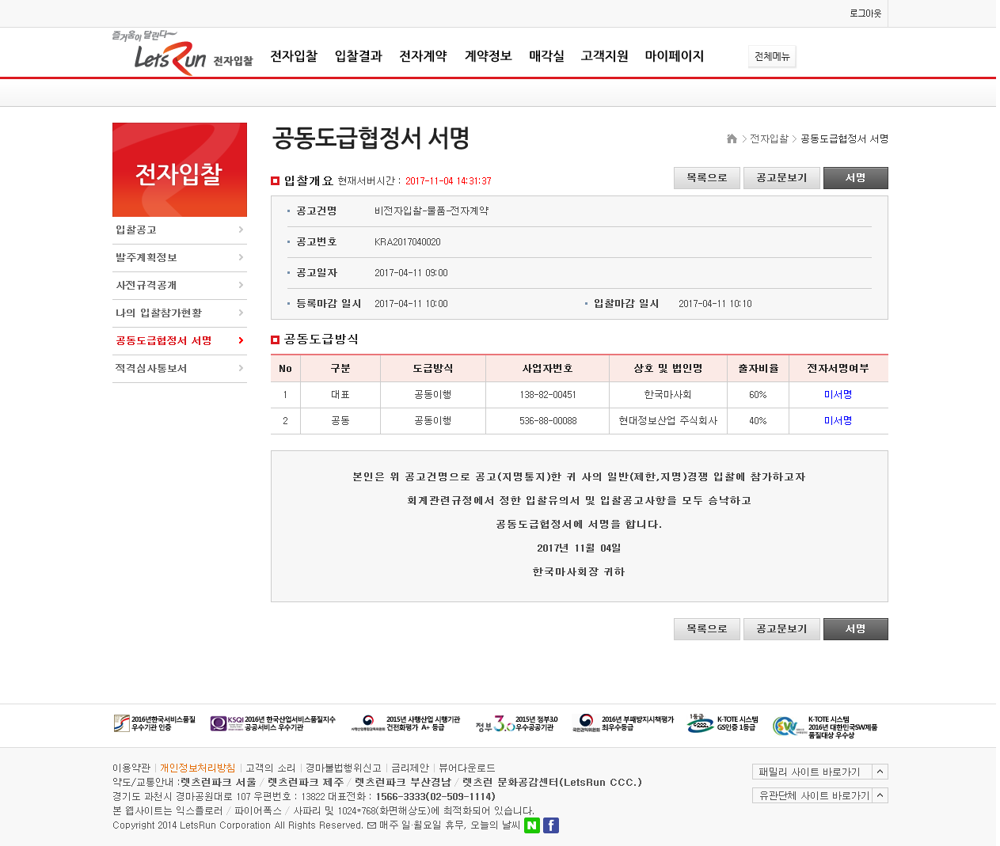 로그아웃
즐거움이 달린다~
LetsRun 전자입찰
전자입찰 입찰결과 전자계약 계약정보 매각실 고객지원 마이페이지 전체메뉴
전자입찰
입찰공고
발주계획정보
사전규격공개
나의 입찰참가현황
공동도급협정서 서명
적격심사통보서
공동도급협정서 서명
> 전자입찰 > 공동도급협정서 서명
입찰개요 현재서버시간 : 2017-11-04 14:31:37
목록으로 공고문보기 서명
공고건명 비전자입찰-물품-전자계약
공고번호 KRA2017040020
공고일자 2017-04-11 09:00
등록마감 일시 2017-04-11 10:00 입찰마감 일시 2017-04-11 10:10
공동도급방식
No 구분 도급방식 사업자번호 상호 및 법인명 출자비율 전자서명여부
1 대표 공동이행 138-82-00451 한국마사회 60% 미서명
2 공동 공동이행 536-88-00088 현대정보산업 주식회사 40% 미서명
본인은 위 공고건명으로 공고(지명통지)한 귀 사의 일반(제한,지명)경쟁 입찰에 참가하고자
회계관련규정에서 정한 입찰유의서 및 입찰공고사항을 모두 승낙하고
공동도급협정서에 서명을 합니다.
2017년 11월 04일
한국마사회장 귀하
목록으로 공고문보기 서명
2016년한국서비스품질
우수기관 인증
KSQI 2016년 한국산업서비스품질지수
공공서비스 우수기관
2015년 사행산업 시행기관
건전화평가 A+ 등급
정부3.0 2015년 정부3.0
우수공공기관
국민권익위원회 2016년 부패방지시책평가
최우수등급
1등급 K-TOTE 시스템
GS인증 1등급
SW K-TOTE 시스템
2016년 대한민국SW제품
품질대상 우수상
이용약관 | 개인정보처리방침 | 고객의 소리 | 경마불법행위신고 | 금리제안 | 뷰어다운로드
약도/교통안내 :렛츠런파크 서울 / 렛츠런파크 제주 / 렛츠런파크 부산경남 / 렛츠런 문화공감센터(LetsRun CCC.)
경기도 과천시 경마공원대로 107 우편번호 : 13822 대표전화 : 1566-3333(02-509-1114)
본 웹사이트는 익스플로러 / 파이어폭스 / 사파리 및 1024*768(화면해상도)에 최적화되어 있습니다.
Copyright 2014 LetsRun Corporation All Rights Reserved. 매주 일·월요일 휴무, 오늘의 날씨 N f
패밀리 사이트 바로가기
유관단체 사이트 바로가기